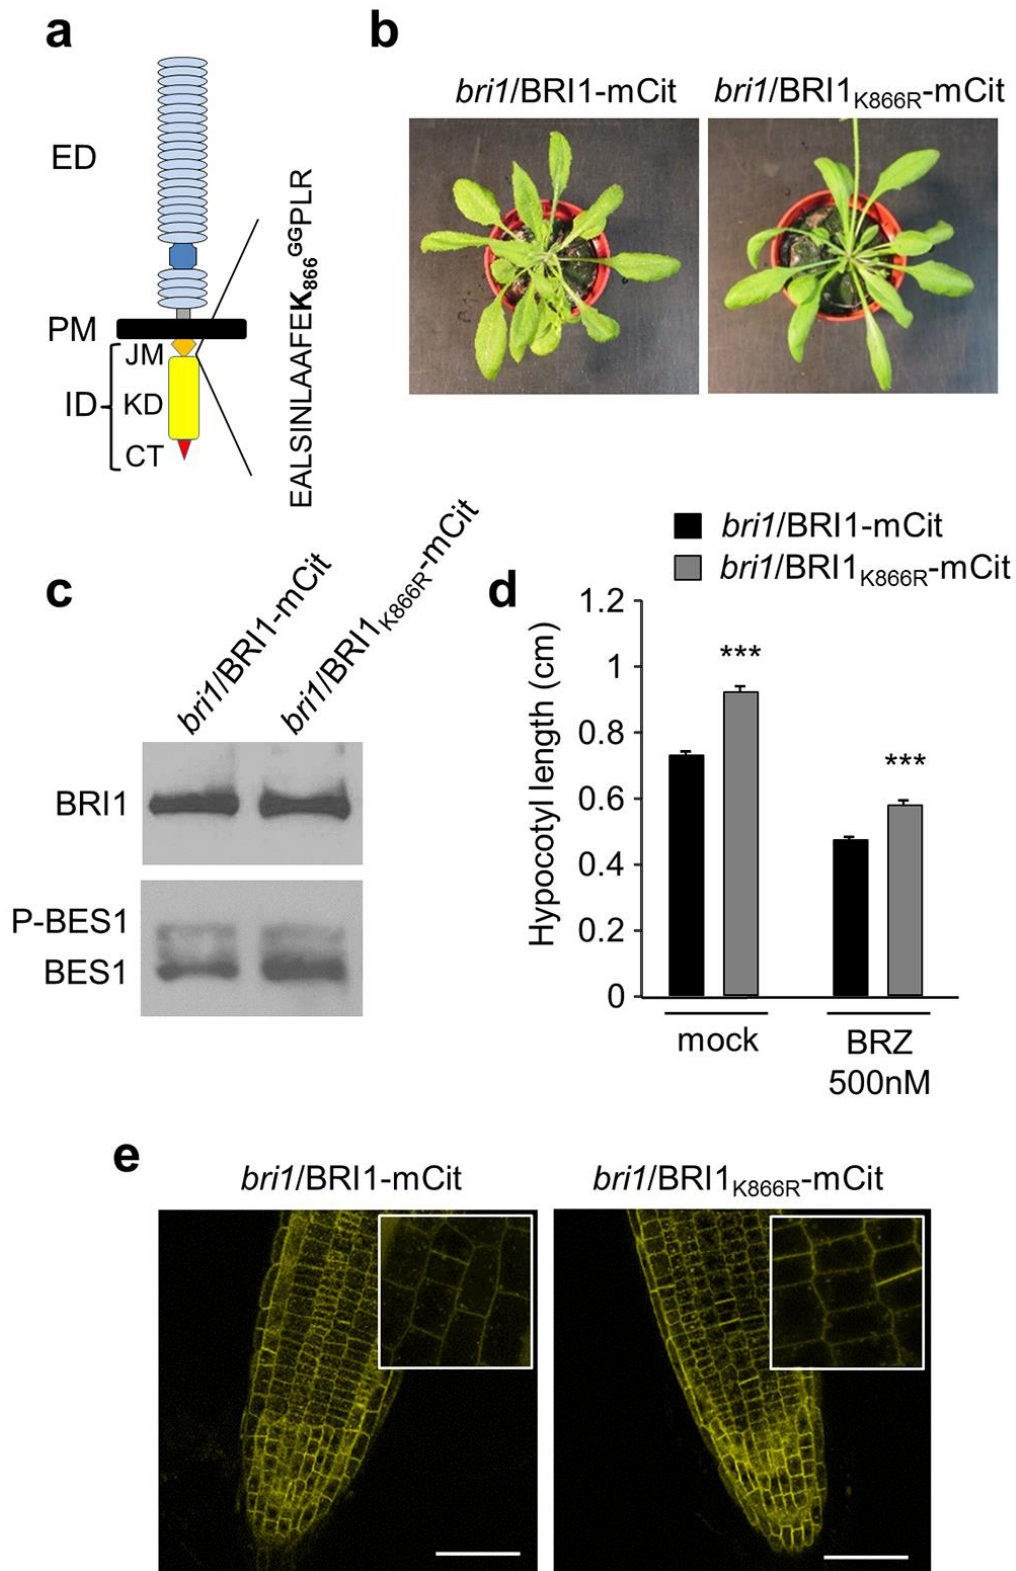 a
ED
PM
JM
ID
KD
CT
EALSINLAAFEK₈₆₆ᴳᴳPLR
b
bri1/BRI1-mCit
bri1/BRI1K866R-mCit
c
bri1/BRI1-mCit
bri1/BRI1K866R-mCit
BRI1
P-BES1
BES1
d
bri1/BRI1-mCit
bri1/BRI1K866R-mCit
Hypocotyl length (cm)
1.2
1
0.8
0.6
0.4
0.2
0
***
***
mock
BRZ
500nM
e
bri1/BRI1-mCit
bri1/BRI1K866R-mCit